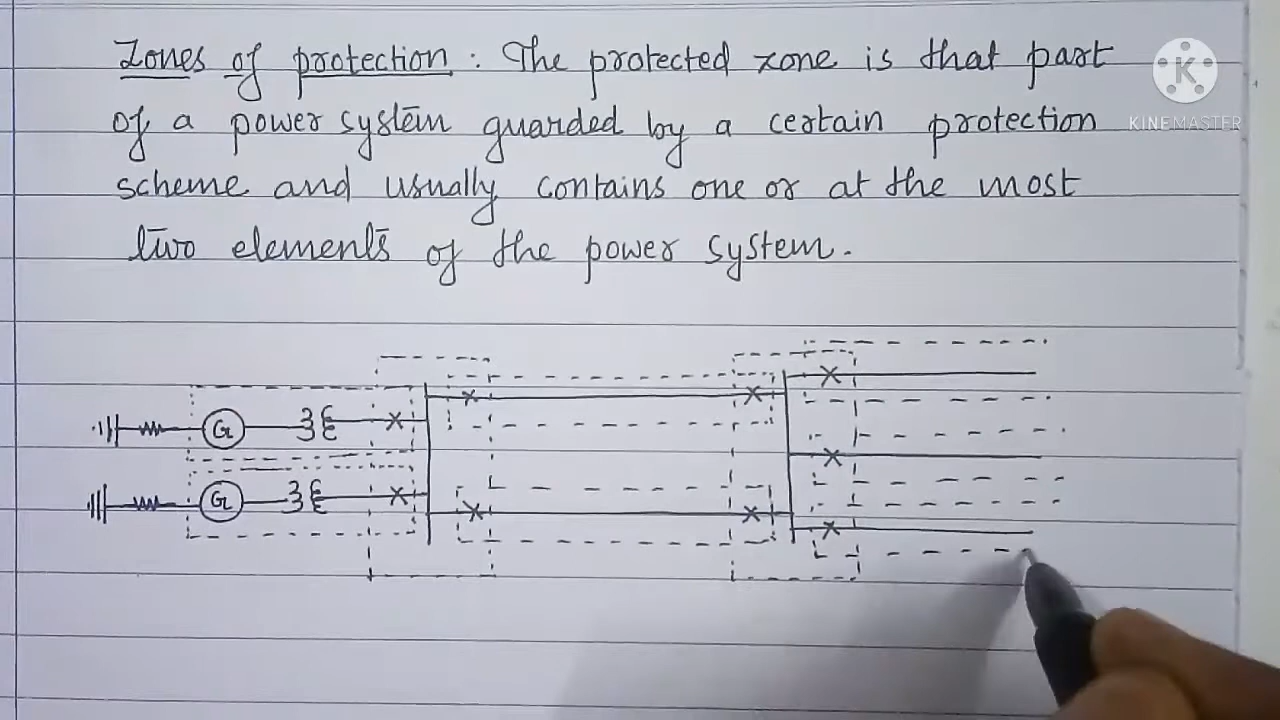 Zones of protection : The protected zone is that part
of a power system guarded by a certain protection
scheme and usually contains one or at the most
two elements of the power system.
K
KINEMASTER
G
G